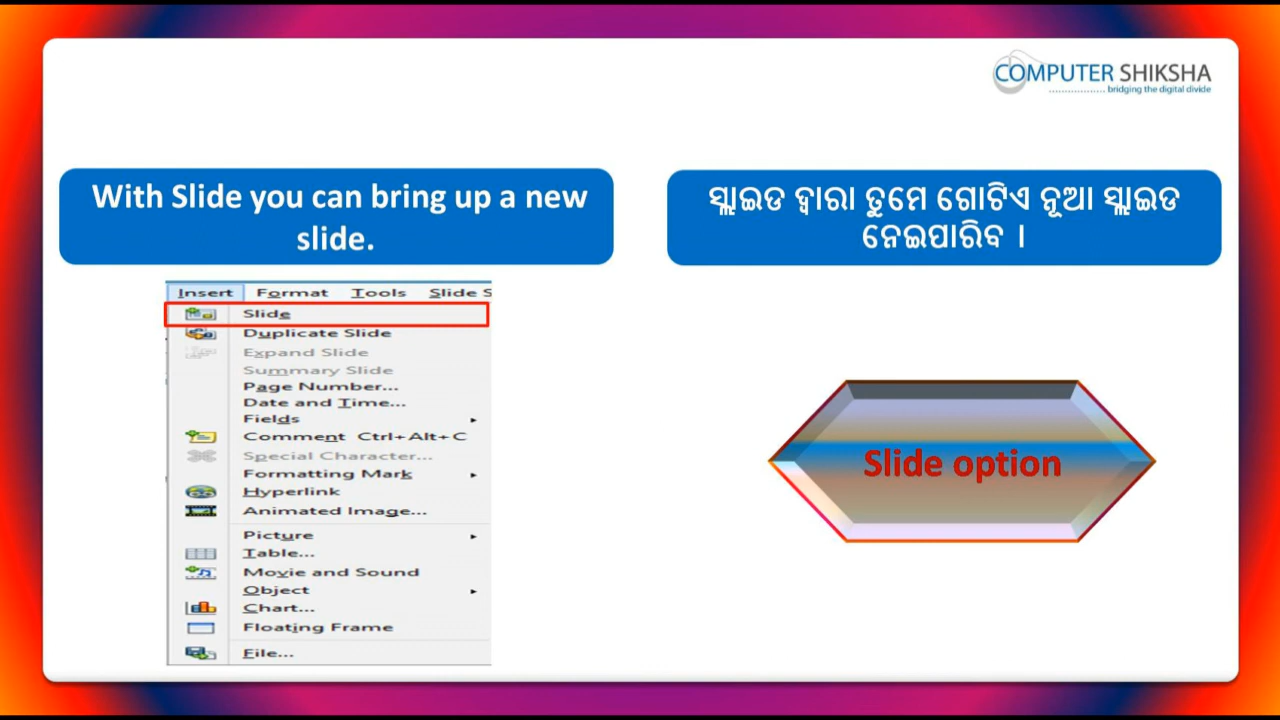 COMPUTER SHIKSHA
bridging the digital divide
With Slide you can bring up a new
slide.
ସ୍ଲାଇଡ ଦ୍ୱାରା ତୁମେ ଗୋଟିଏ ନୂଆ ସ୍ଲାଇଡ
ନେଇପାରିବ ।
Insert Format Tools Slide S
Slide
Duplicate Slide
Expand Slide
Summary Slide
Page Number...
Date and Time...
Fields
Comment Ctrl+Alt+C
Special Character...
Formatting Mark
Hyperlink
Animated Image...
Picture
Table...
Movie and Sound
Object
Chart...
Floating Frame
File...
Slide option